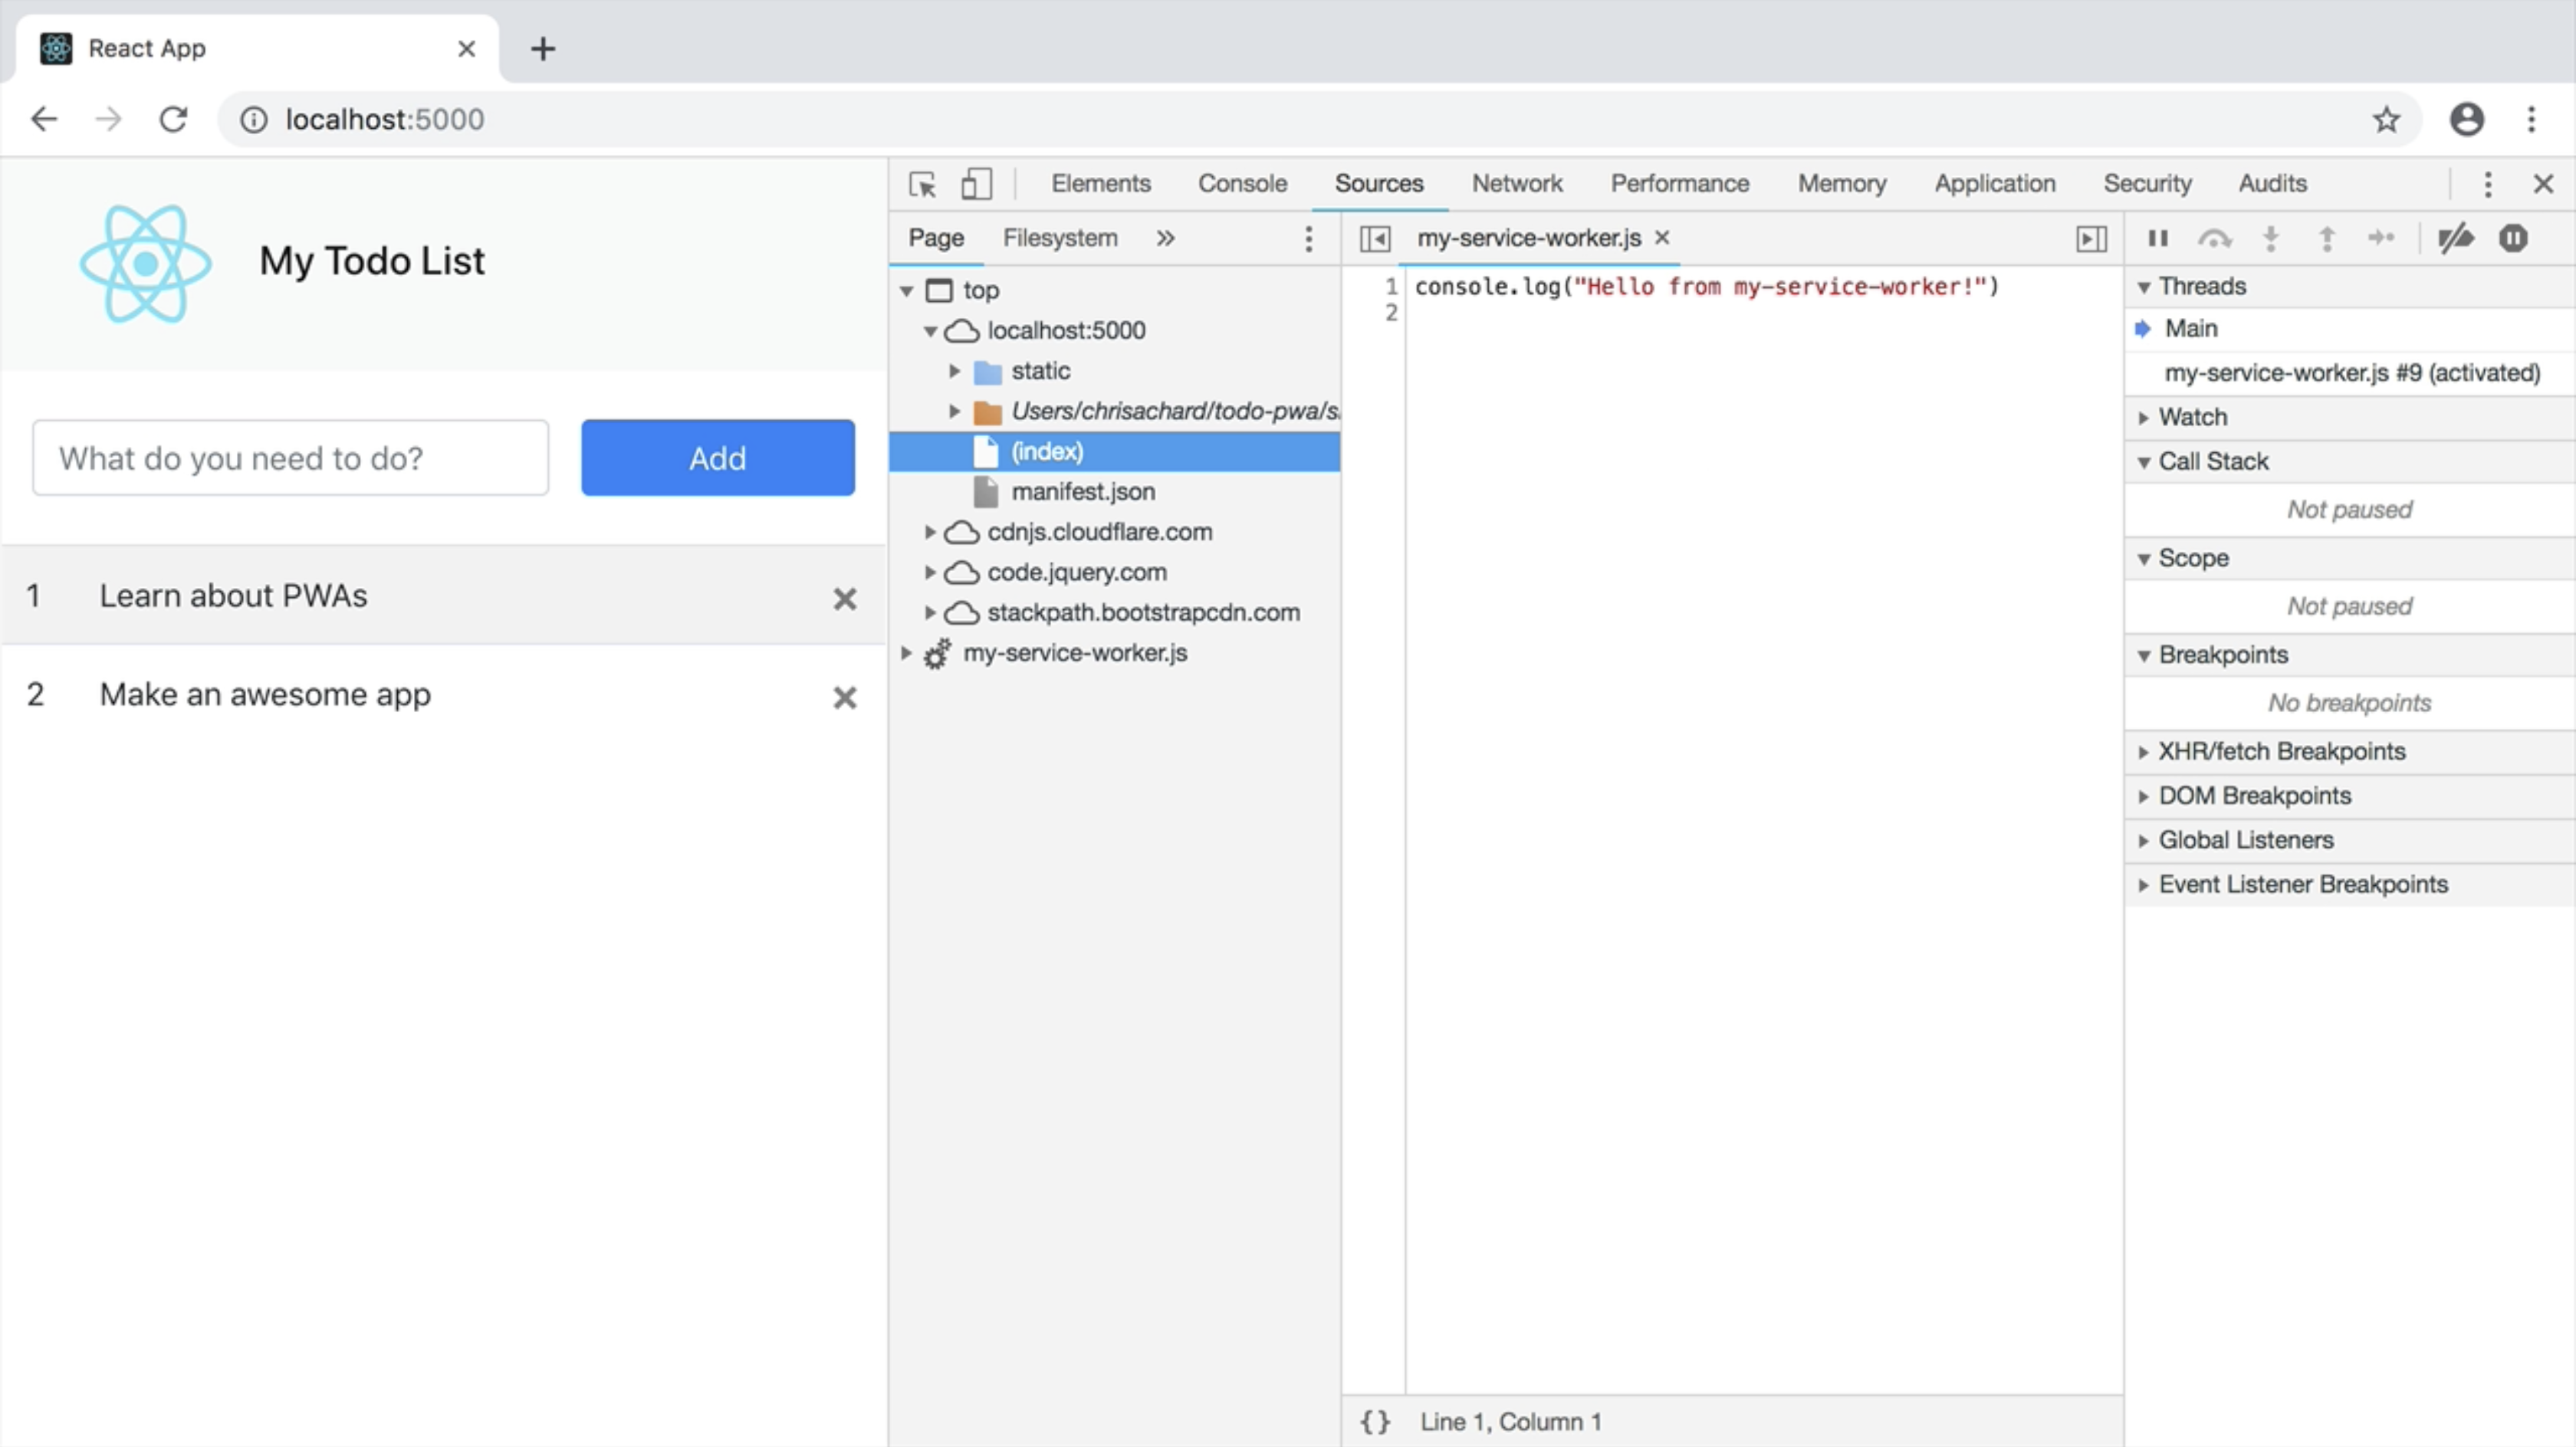 React App
localhost:5000
My Todo List
What do you need to do?
Add
1 Learn about PWAs
2 Make an awesome app
Elements Console Sources Network Performance Memory Application Security Audits
Page Filesystem
top
localhost:5000
static
Users/chrisachard/todo-pwa/s
(index)
manifest.json
cdnjs.cloudflare.com
code.jquery.com
stackpath.bootstrapcdn.com
my-service-worker.js
my-service-worker.js
1 console.log("Hello from my-service-worker!")
2
{} Line 1, Column 1
Threads
Main
my-service-worker.js #9 (activated)
Watch
Call Stack
Not paused
Scope
Not paused
Breakpoints
No breakpoints
XHR/fetch Breakpoints
DOM Breakpoints
Global Listeners
Event Listener Breakpoints